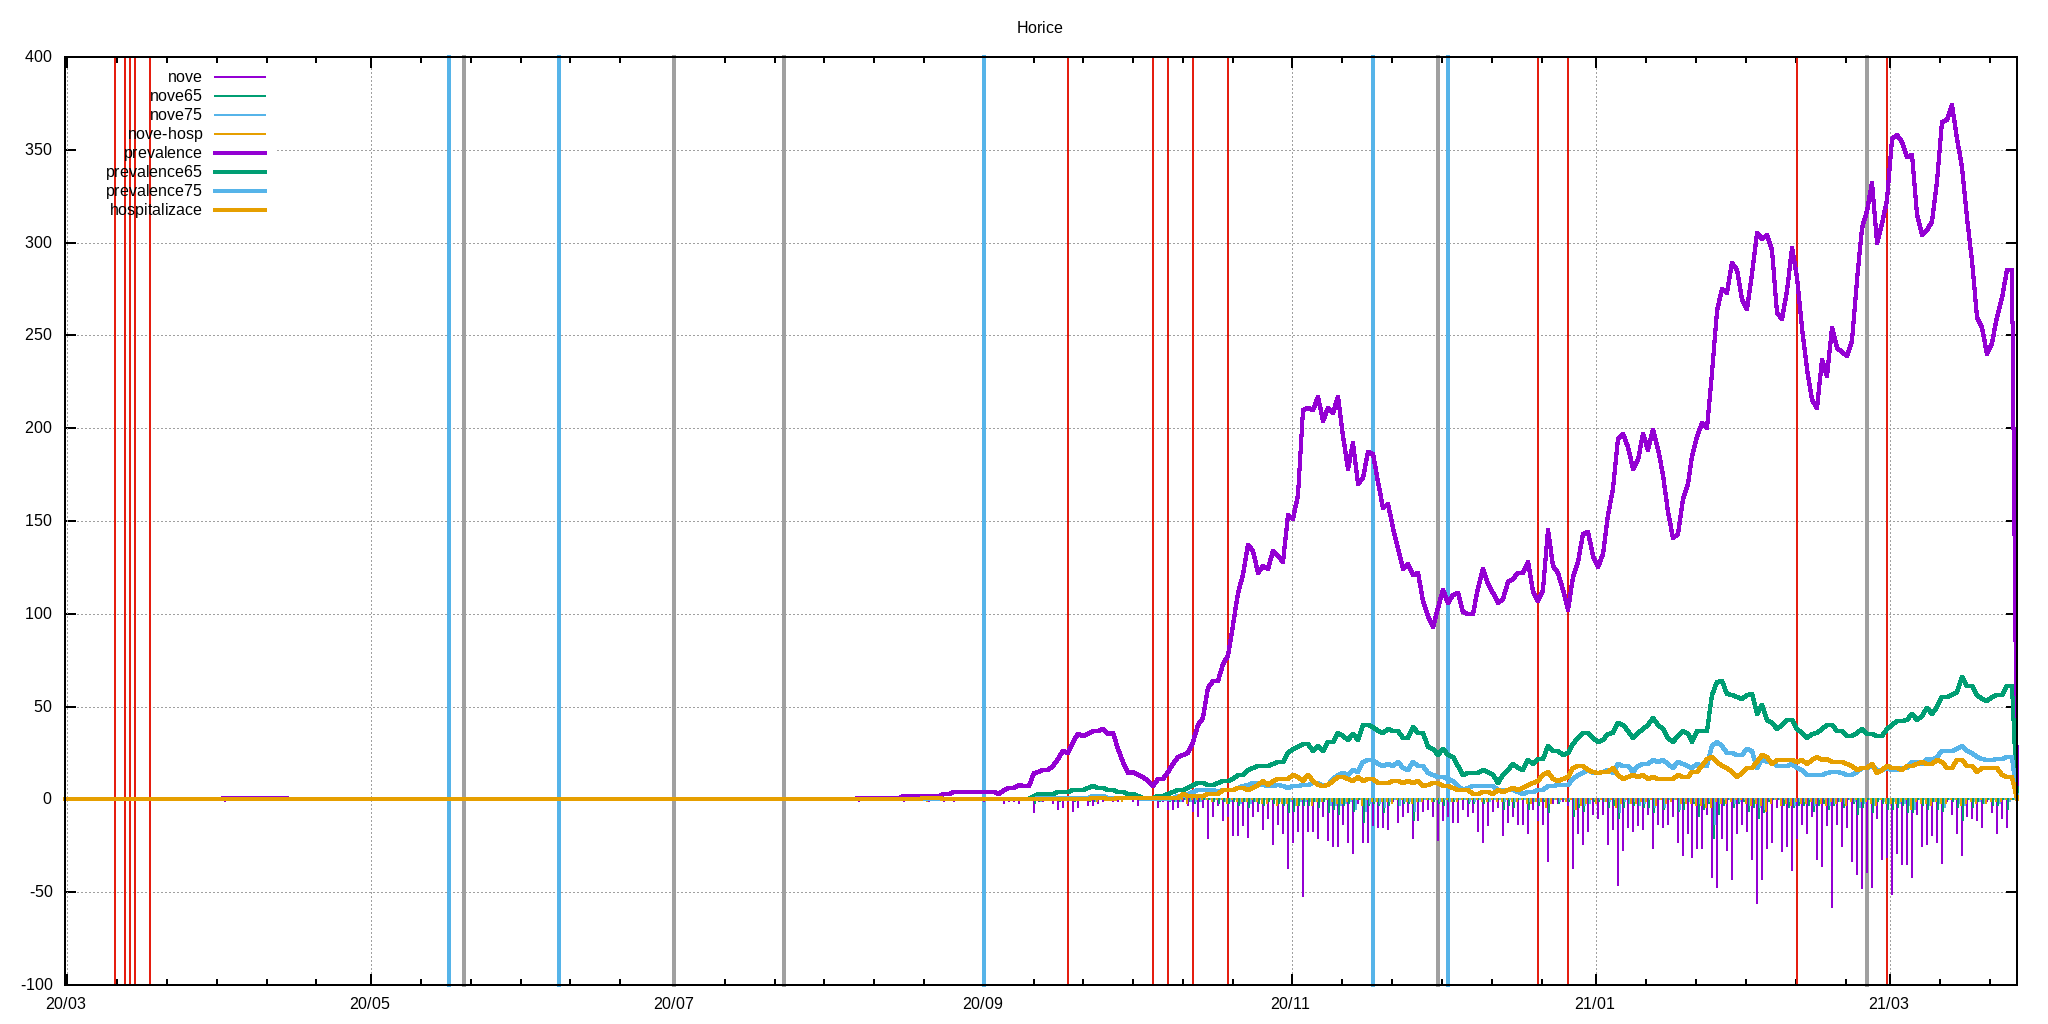 Horice
400
nove
nove65
nove75
nove-hosp
prevalence
prevalence65
prevalence75
hospitalizace
350
300
250
200
150
100
50
0
-50
-100
20/03 20/05 20/07 20/09 20/11 21/01 21/03